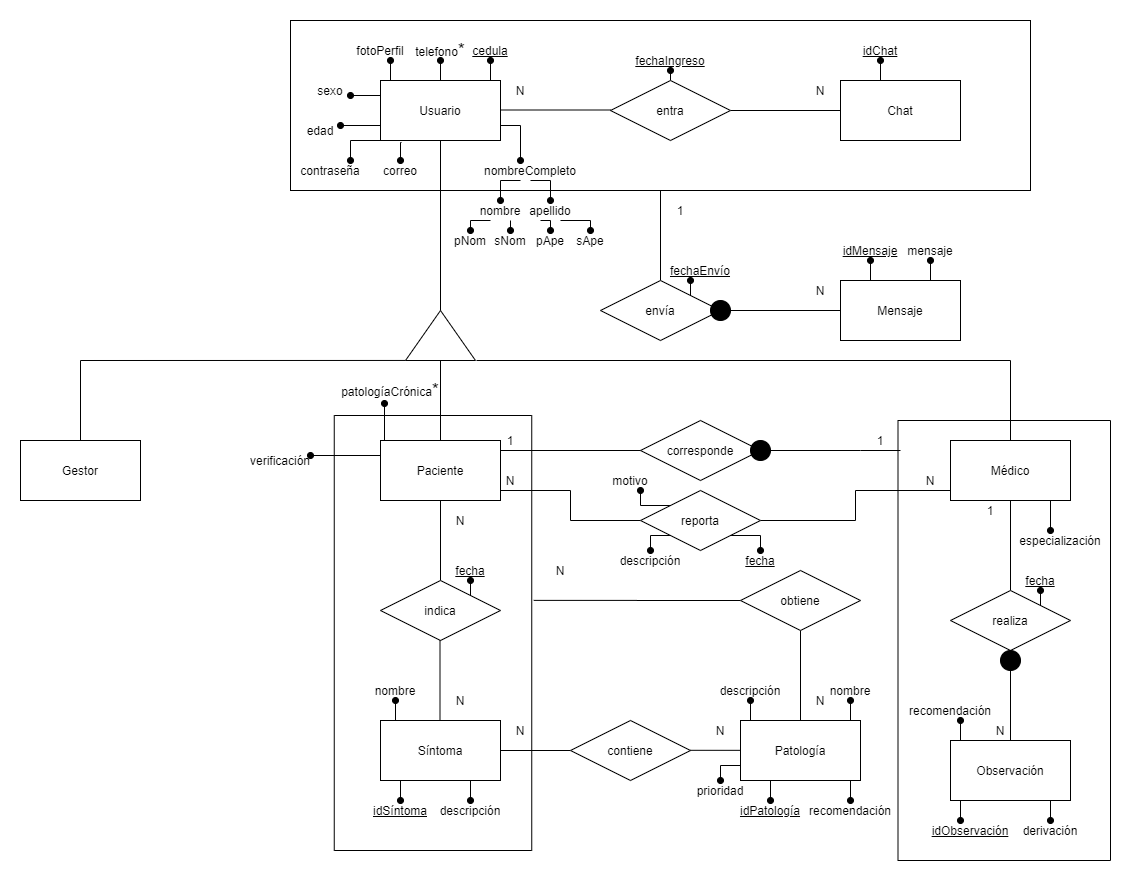 fotoPerfil
telefono*
cedula
sexo
Usuario
edad
contraseña
correo
nombreCompleto
nombre
apellido
pNom
sNom
pApe
sApe
N
fechaIngreso
entra
N
idChat
Chat
1
fechaEnvío
envía
N
idMensaje
mensaje
Mensaje
patologíaCrónica*
verificación
Gestor
Paciente
1
corresponde
1
Médico
N
motivo
reporta
N
descripción
fecha
1
especialización
N
fecha
indica
N
N
obtiene
fecha
realiza
nombre
Síntoma
idSíntoma
descripción
N
contiene
N
descripción
N
nombre
Patología
prioridad
idPatología
recomendación
recomendación
N
Observación
idObservación
derivación